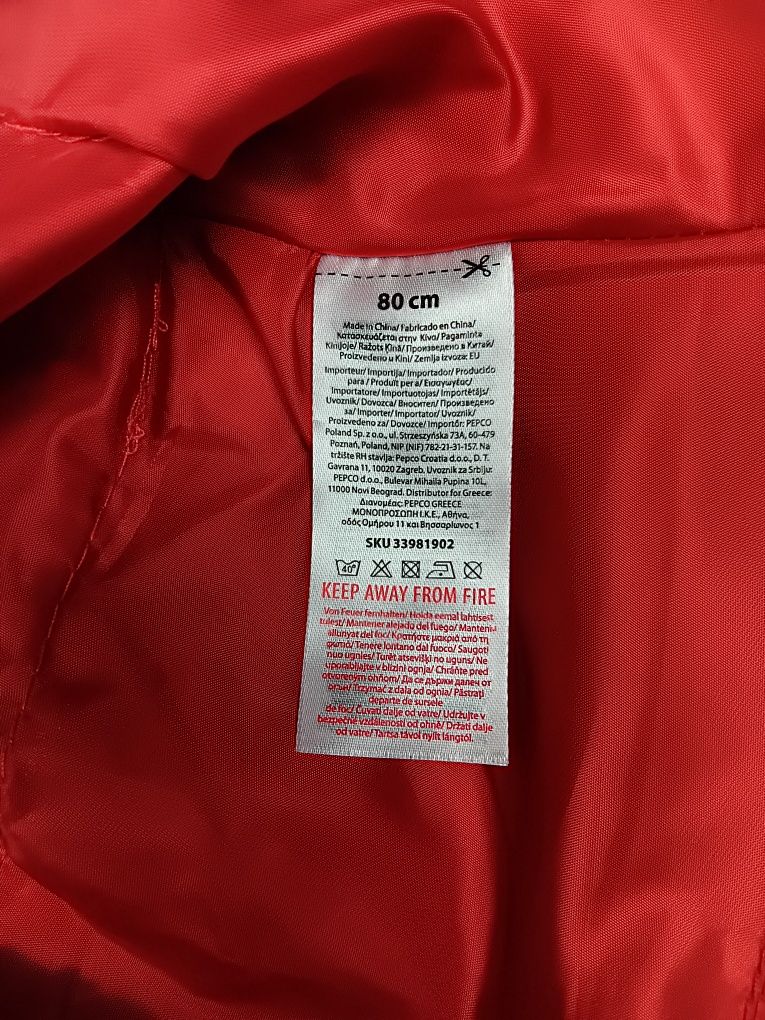 80 cm
Made in China/ Fabricado en China/
Κατασκευάζεται στην Κίνα/ Pagaminta
Kinijoje/ Ražots Ķīnā/ Произведено в Китай/
Proizvedeno u Kini/ Zemlja izvoza: EU
Importeur/ Importija/ Importador/ Producido
para / Produït per a/ Εισαγωγέας/
Importatore/ Importuotojas/ Importētājs/
Uvoznik/ Dovozca/ Вносител/ Произведено
за/ Importer/ Importator/ Uvoznik/
Proizvedeno za/ Dovozce/ Importőr: PEPCO
Poland Sp. z o.o., ul. Strzeszyńska 73A, 60-479
Poznań, Poland, NIP (NIF) 782-21-31-157. Na
tržište RH stavlja: Pepco Croatia d.o.o., D. T.
Gavrana 11, 10020 Zagreb. Uvoznik za Srbiju:
PEPCO d.o.o., Bulevar Mihaila Pupina 10L,
11000 Novi Beograd. Distributor for Greece:
Διανομέας: PEPCO GREECE
ΜΟΝΟΠΡΟΣΩΠΗ Ι.Κ.Ε., Αθήνα,
οδός Ομήρου 11 και Βησσαρίωνος 1
SKU 33981902
40°
KEEP AWAY FROM FIRE
Von Feuer fernhalten/ Hoida eemal lahtisest
tulest/ Mantener alejado del fuego/ Manteniu
allunyat del foc/ Κρατήστε μακριά από τη
φωτιά/ Tenere lontano dal fuoco/ Saugoti
nuo ugnies/ Turēt atsevišķi no uguns/ Ne
uporabljajte v bližini ognja/ Chráňte pred
otvoreným ohňom/ Да се държи далеч от
огън/ Trzymać z dala od ognia/ Păstrați
departe de sursele
de foc/ Čuvati dalje od vatre/ Udržujte v
bezpečné vzdálenosti od ohně/ Držati dalje
od vatre/ Tartsa távol nyílt lángtól.